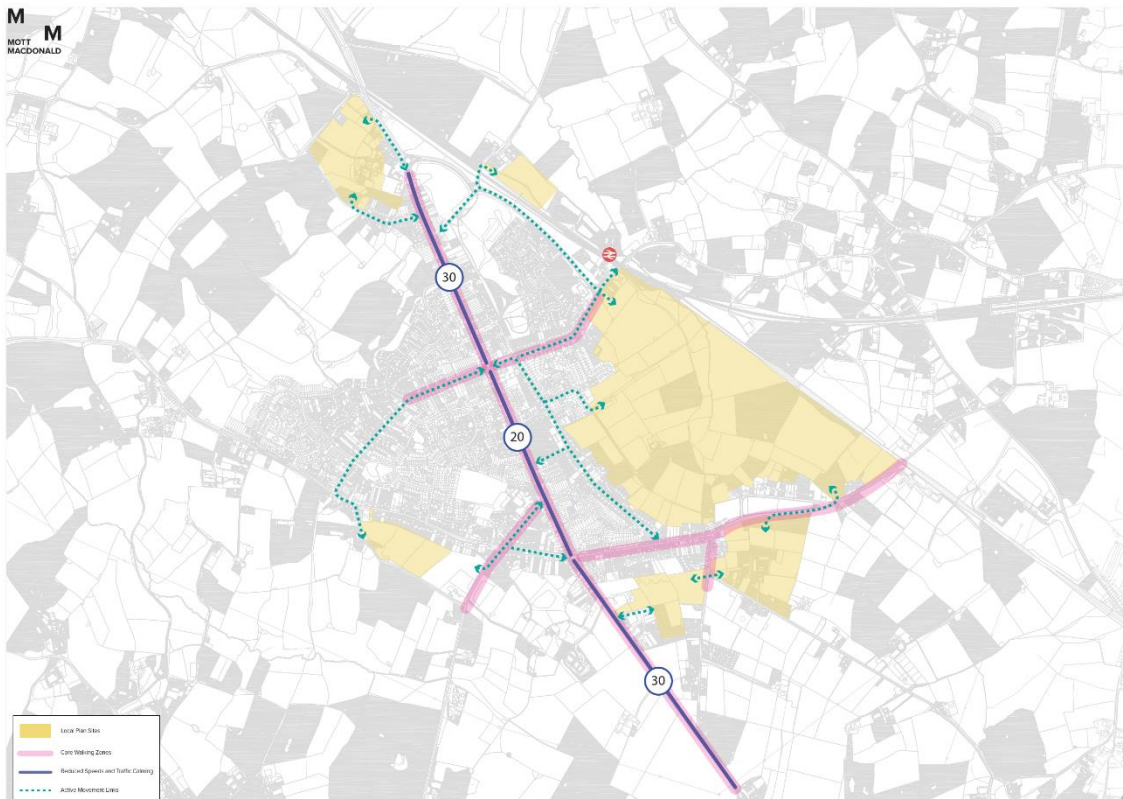 M
M
MOTT
MACDONALD
30
20
30
Local Plan Sites
Core Walking Zones
Reduced Speeds and Traffic Calming
Active Movement Links